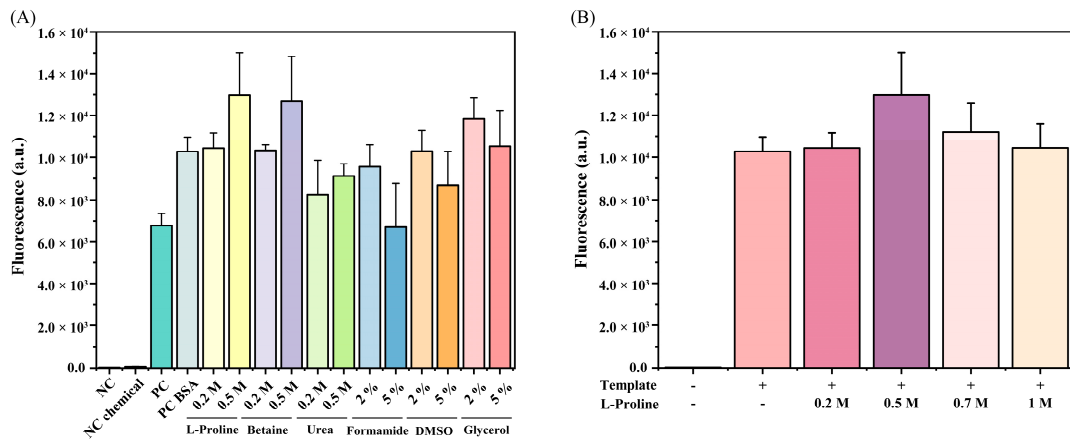 (A)
Fluorescence (a.u.)
1.6 × 10⁴
1.4 × 10⁴
1.2 × 10⁴
1.0 × 10⁴
8.0 × 10³
6.0 × 10³
4.0 × 10³
2.0 × 10³
0.0
NC
NC chemical
PC
PC BSA
0.2 M
0.5 M
0.2 M
0.5 M
0.2 M
0.5 M
2 %
5 %
2 %
5 %
2 %
5 %
L-Proline Betaine Urea Formamide DMSO Glycerol
(B)
Fluorescence (a.u.)
1.6 × 10⁴
1.4 × 10⁴
1.2 × 10⁴
1.0 × 10⁴
8.0 × 10³
6.0 × 10³
4.0 × 10³
2.0 × 10³
0.0
Template - + + + + +
L-Proline - - 0.2 M 0.5 M 0.7 M 1 M